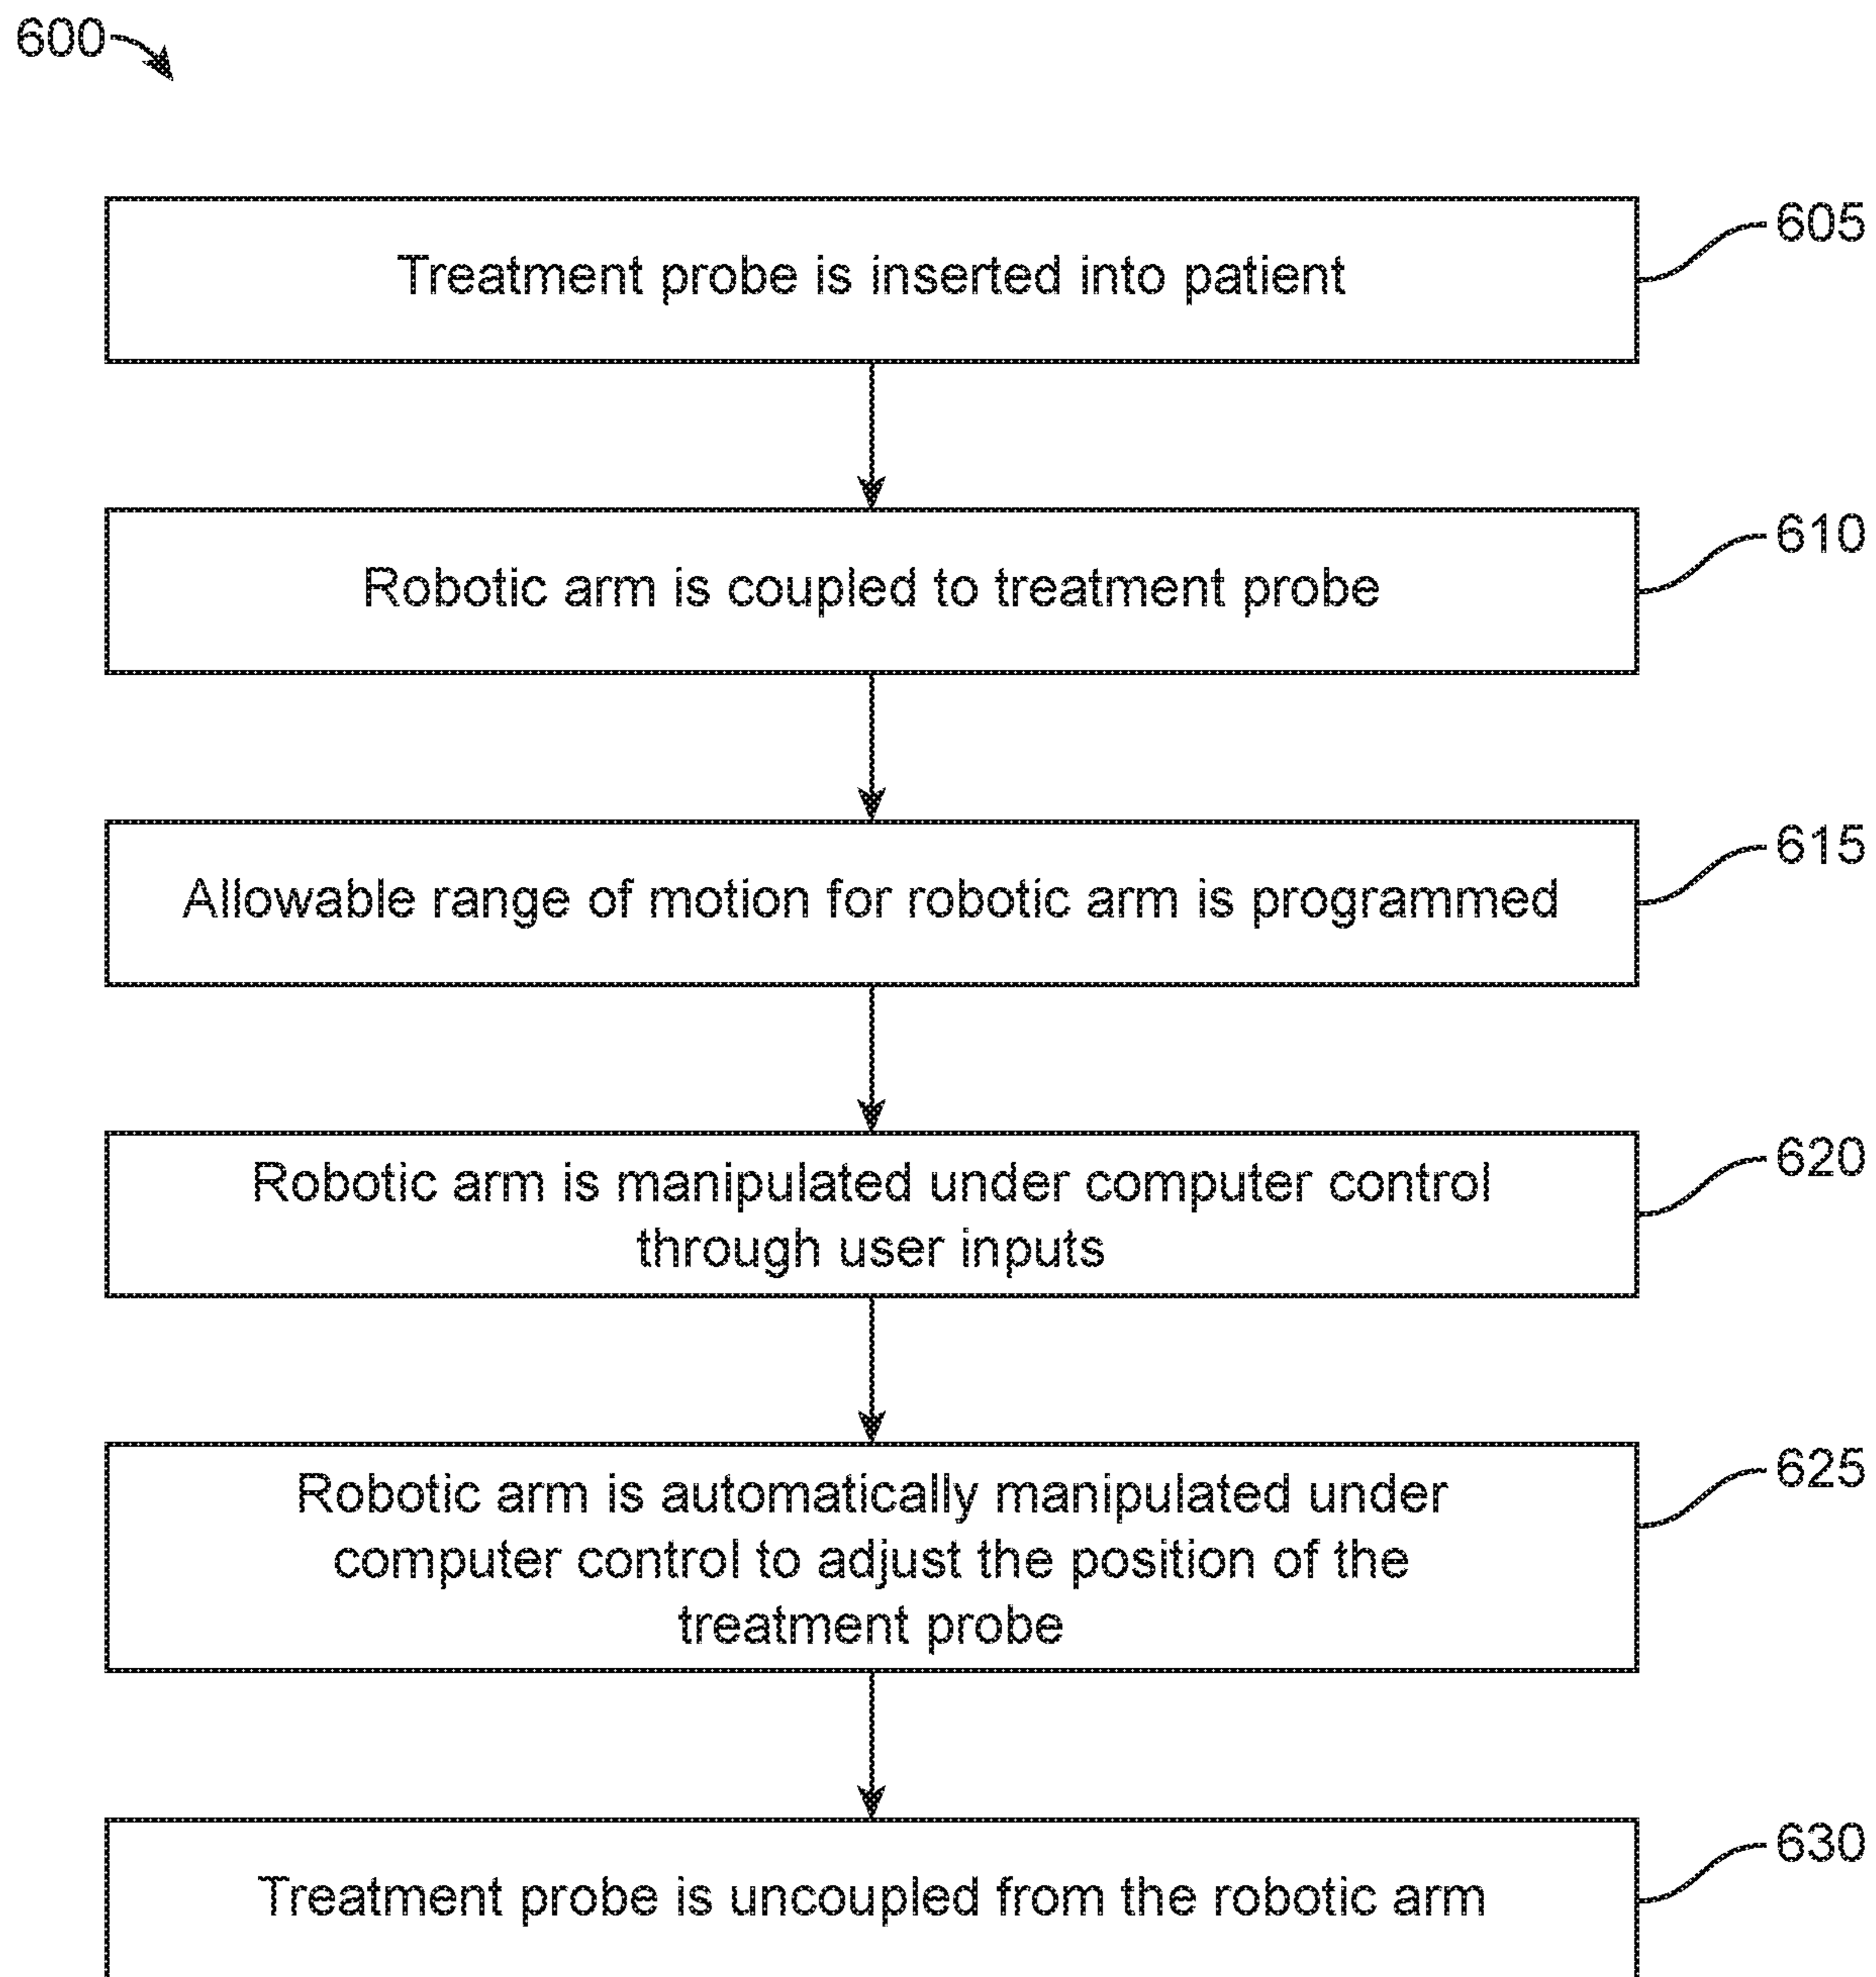 600
Treatment probe is inserted into patient
605
Robotic arm is coupled to treatment probe
610
Allowable range of motion for robotic arm is programmed
615
Robotic arm is manipulated under computer control
through user inputs
620
Robotic arm is automatically manipulated under
computer control to adjust the position of the
treatment probe
625
Treatment probe is uncoupled from the robotic arm
630